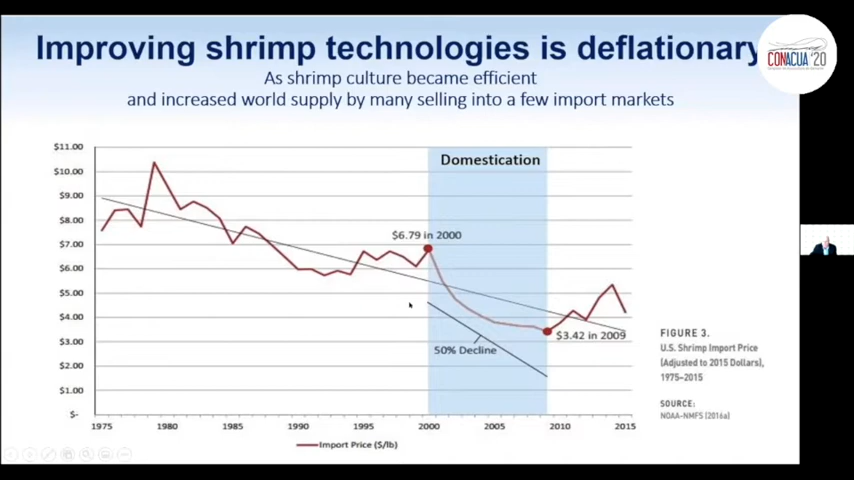 Improving shrimp technologies is deflationary
As shrimp culture became efficient
and increased world supply by many selling into a few import markets
CONACUA '20
$11.00
$10.00
$9.00
$8.00
$7.00
$6.00
$5.00
$4.00
$3.00
$2.00
$1.00
$-
Domestication
$6.79 in 2000
50% Decline
$3.42 in 2009
1975
1980
1985
1990
1995
2000
2005
2010
2015
Import Price ($/lb)
FIGURE 3.
U.S. Shrimp Import Price
(Adjusted to 2015 Dollars),
1975–2015
SOURCE:
NOAA-NMFS (2016a)